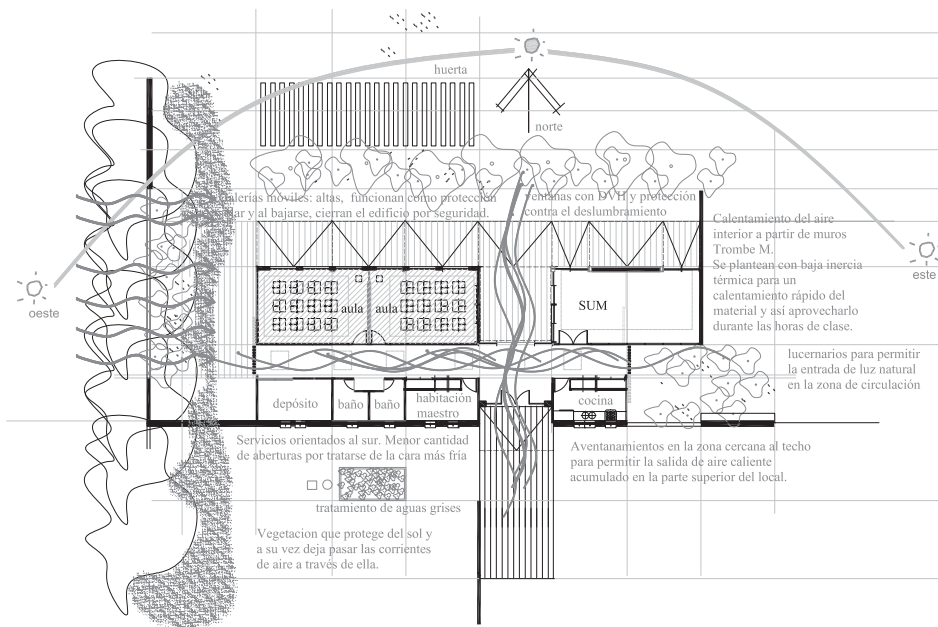 huerta
norte
galerías móviles: altas, funcionan como protección
solar y al bajarse, cierran el edificio por seguridad.
ventanas con DVH y protección
contra el deslumbramiento
Calentamiento del aire
interior a partir de muros
Trombe M.
Se plantean con baja inercia
térmica para un
calentamiento rápido del
material y así aprovecharlo
durante las horas de clase.
este
oeste
aula
aula
SUM
lucernarios para permitir
la entrada de luz natural
en la zona de circulación
depósito
baño
baño
habitación
maestro
cocina
Servicios orientados al sur. Menor cantidad
de aberturas por tratarse de la cara más fría
Aventanamientos en la zona cercana al techo
para permitir la salida de aire caliente
acumulado en la parte superior del local.
tratamiento de aguas grises
Vegetacion que protege del sol y
a su vez deja pasar las corrientes
de aire a través de ella.